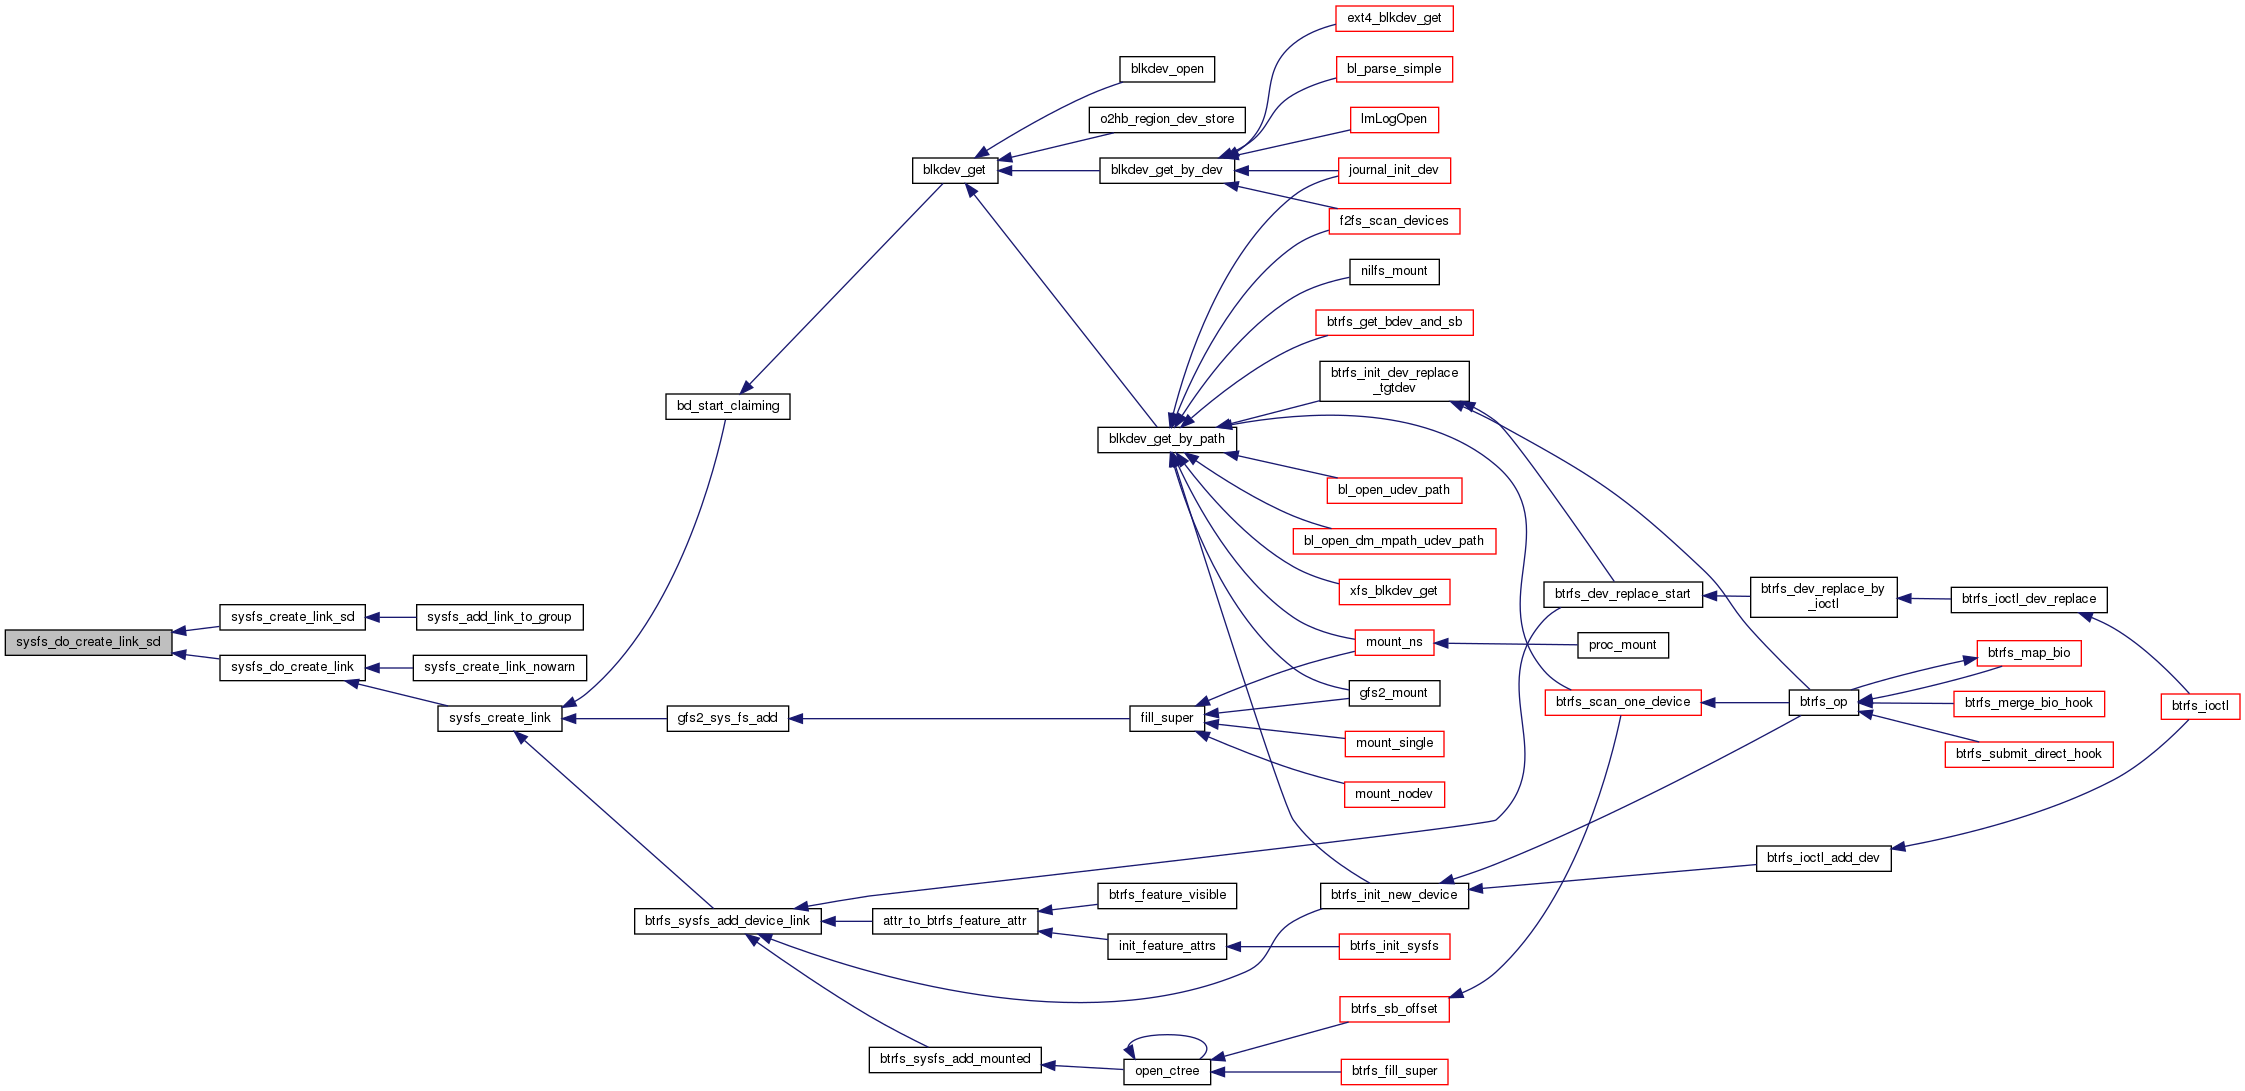 ext4_blkdev_get
blkdev_open
bl_parse_simple
o2hb_region_dev_store
lmLogOpen
blkdev_get
blkdev_get_by_dev
journal_init_dev
f2fs_scan_devices
nilfs_mount
btrfs_get_bdev_and_sb
btrfs_init_dev_replace
_tgtdev
bd_start_claiming
blkdev_get_by_path
bl_open_udev_path
bl_open_dm_mpath_udev_path
xfs_blkdev_get
btrfs_dev_replace_start
btrfs_dev_replace_by
_ioctl
btrfs_ioctl_dev_replace
sysfs_create_link_sd
sysfs_add_link_to_group
sysfs_do_create_link_sd
mount_ns
proc_mount
btrfs_map_bio
sysfs_do_create_link
sysfs_create_link_nowarn
gfs2_mount
btrfs_scan_one_device
btrfs_op
btrfs_merge_bio_hook
btrfs_ioctl
sysfs_create_link
gfs2_sys_fs_add
fill_super
mount_single
btrfs_submit_direct_hook
mount_nodev
btrfs_ioctl_add_dev
btrfs_feature_visible
btrfs_init_new_device
btrfs_sysfs_add_device_link
attr_to_btrfs_feature_attr
init_feature_attrs
btrfs_init_sysfs
btrfs_sb_offset
btrfs_sysfs_add_mounted
open_ctree
btrfs_fill_super